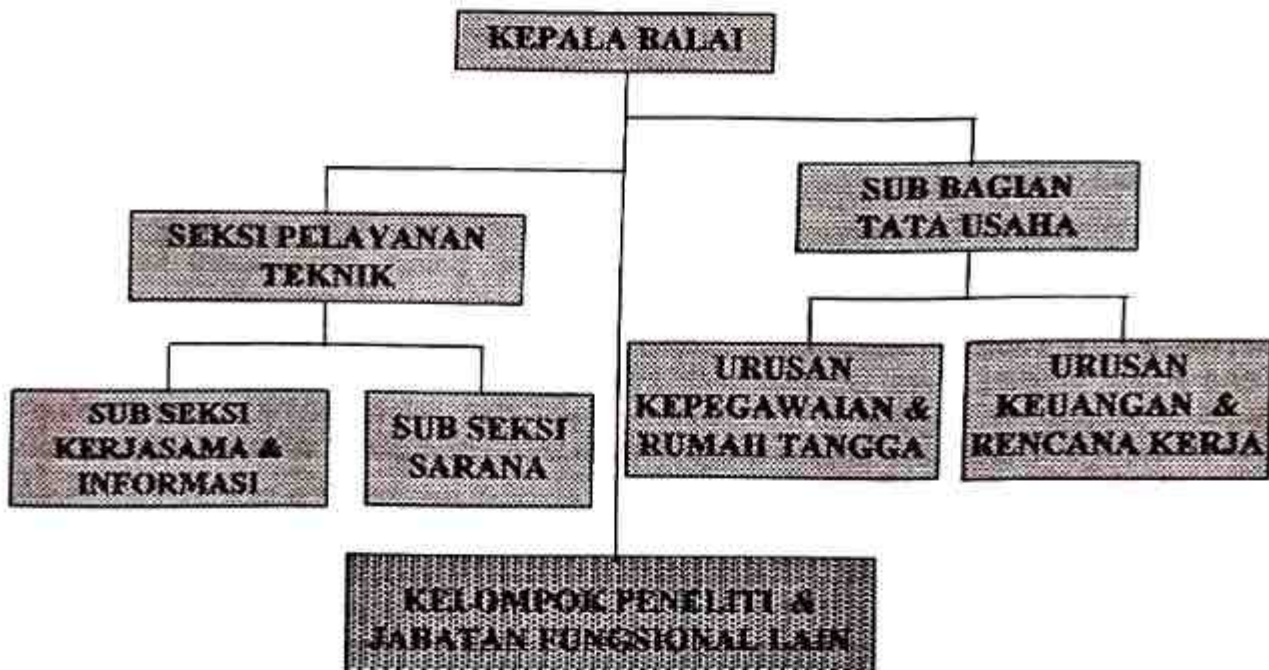 KEPALA BALAI
SUB BAGIAN
TATA USAHA
SEKSI PELAYANAN
TEKNIK
URUSAN
KEPEGAWAIAN &
RUMAH TANGGA
URUSAN
KEUANGAN &
RENCANA KERJA
SUB SEKSI
KERJASAMA &
INFORMASI
SUB SEKSI
SARANA
KELOMPOK PENELITI &
JABATAN FUNGSIONAL LAIN